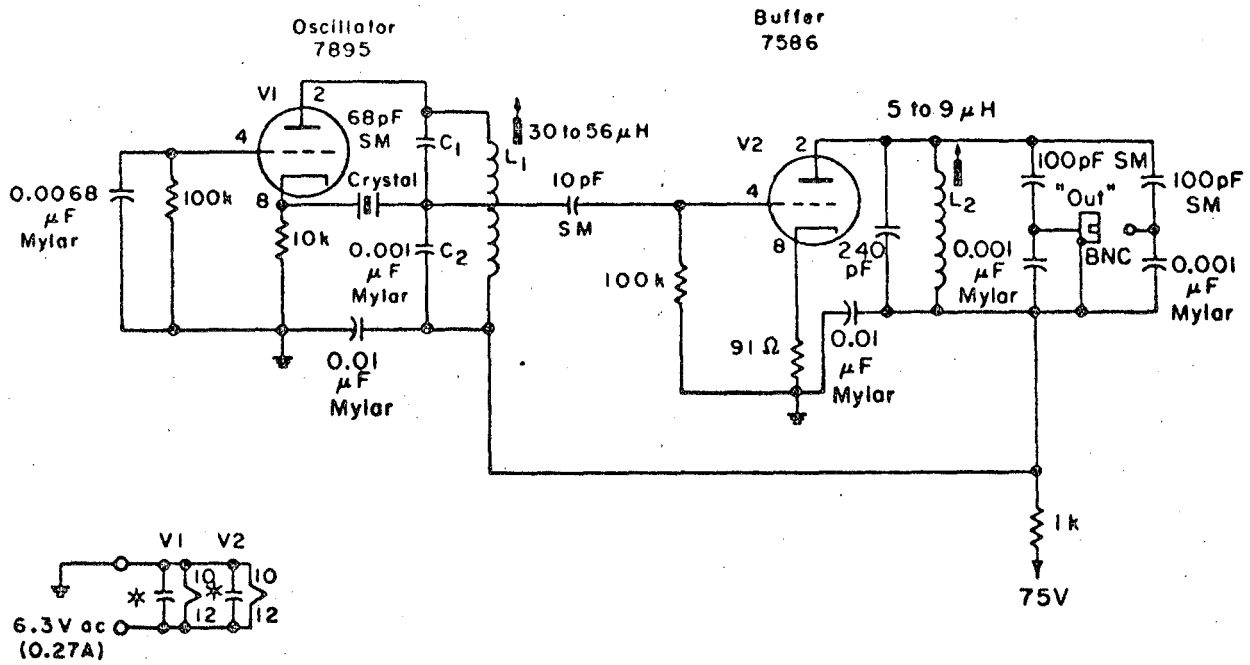 Oscillator
7895
Buffer
7586
V1
2
4
8
68pF
SM
C1
30 to 56 μH
L1
Crystal
0.0068
μF
Mylar
100k
10k
0.001
μF
Mylar
C2
0.01
μF
Mylar
10pF
SM
100k
V2
2
4
8
91 Ω
240
pF
0.01
μF
Mylar
5 to 9 μH
L2
0.001
μF
Mylar
100pF SM
"Out"
BNC
100pF
SM
0.001
μF
Mylar
1k
75V
V1 V2
10
12
10
12
6.3V ac
(0.27A)